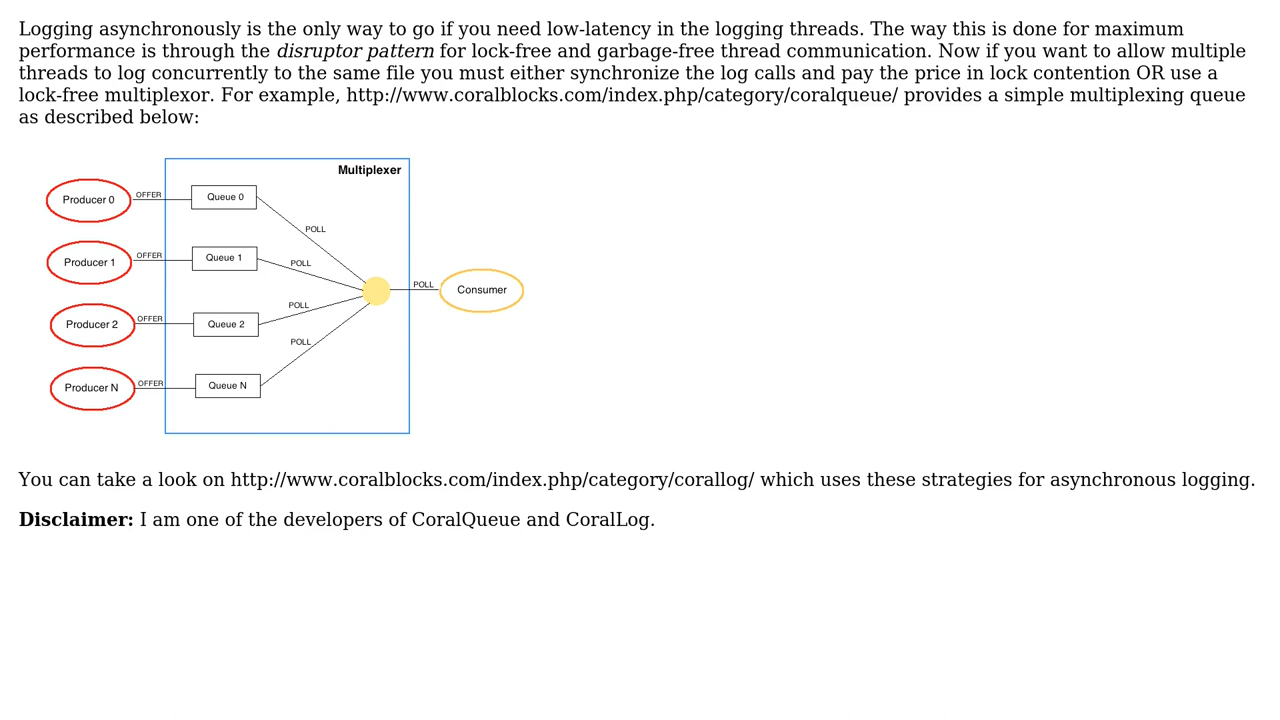 Logging asynchronously is the only way to go if you need low-latency in the logging threads. The way this is done for maximum
performance is through the disruptor pattern for lock-free and garbage-free thread communication. Now if you want to allow multiple
threads to log concurrently to the same file you must either synchronize the log calls and pay the price in lock contention OR use a
lock-free multiplexor. For example, http://www.coralblocks.com/index.php/category/coralqueue/ provides a simple multiplexing queue
as described below:
Multiplexer
Producer 0 OFFER Queue 0
POLL
Producer 1 OFFER Queue 1
POLL
POLL Consumer
POLL
Producer 2 OFFER Queue 2
POLL
Producer N OFFER Queue N
You can take a look on http://www.coralblocks.com/index.php/category/corallog/ which uses these strategies for asynchronous logging.
Disclaimer: I am one of the developers of CoralQueue and CoralLog.